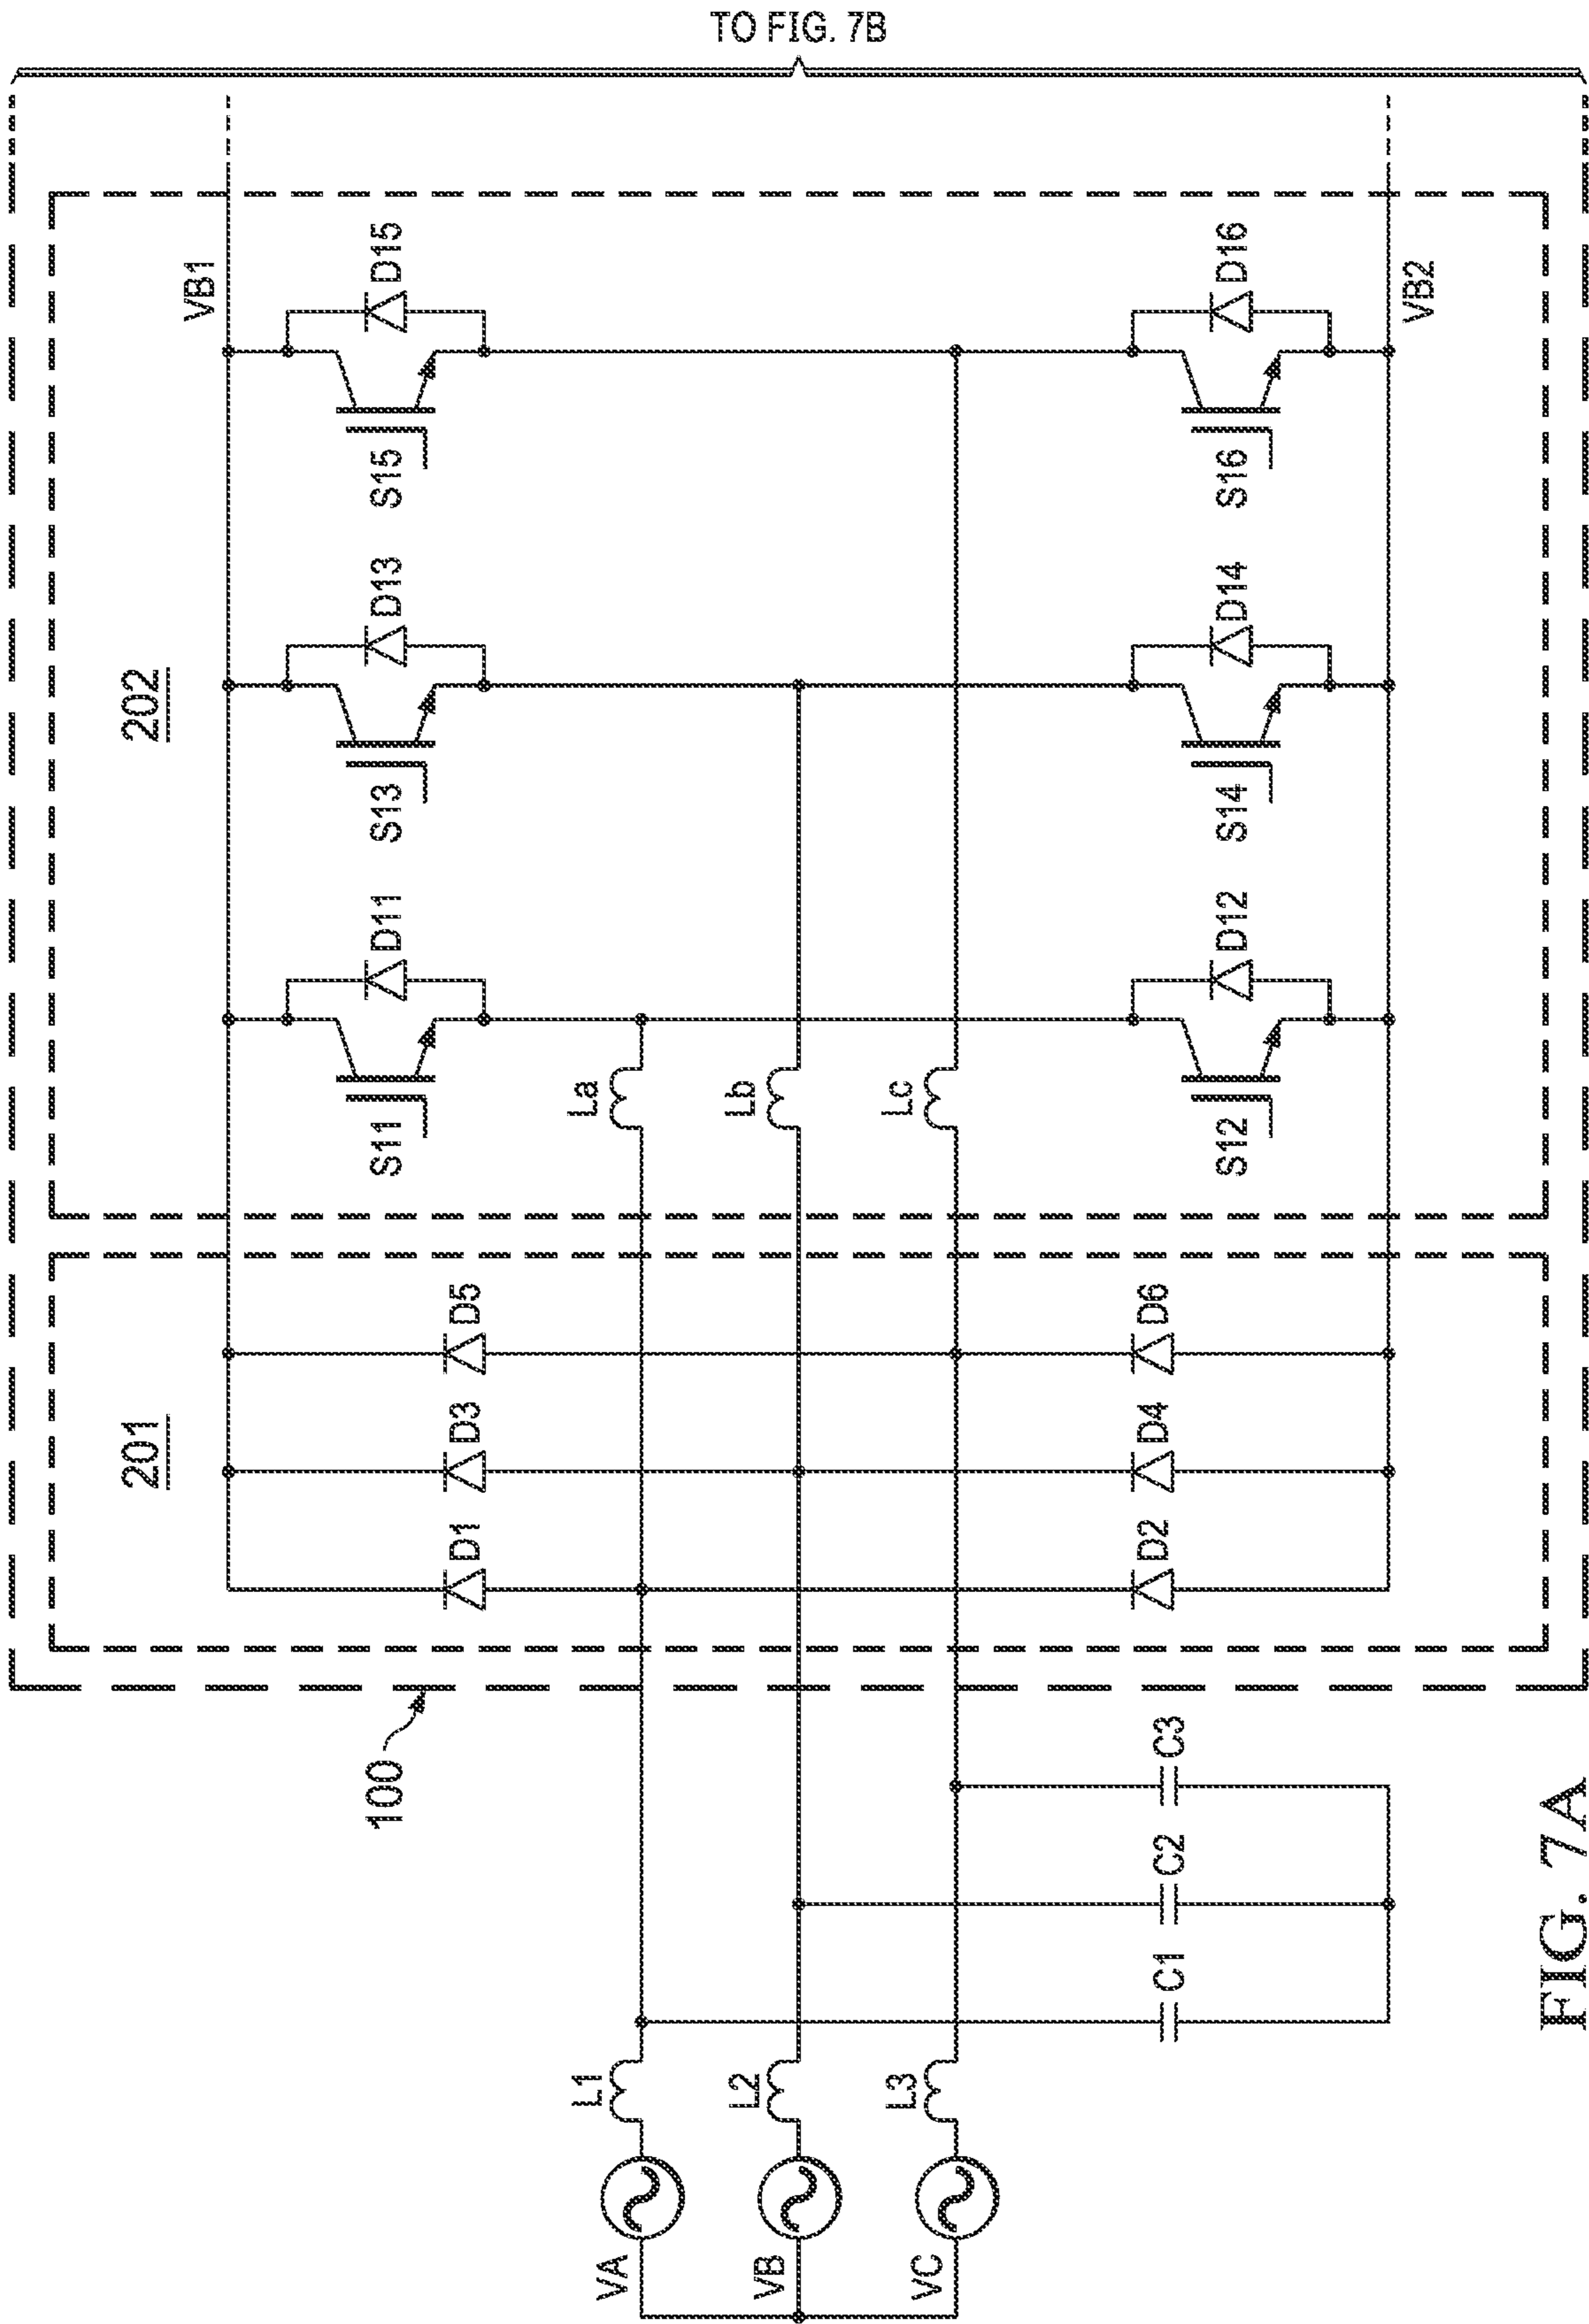 TO FIG. 7B
VB1
202
D15
D13
D11
S15
S13
S11
La
Lb
Lc
D16
D14
D12
S16
S14
S12
VB2
201
D5
D3
D1
D6
D4
D2
100
C3
C2
C1
L1
L2
L3
VA
VB
VC
FIG. 7A